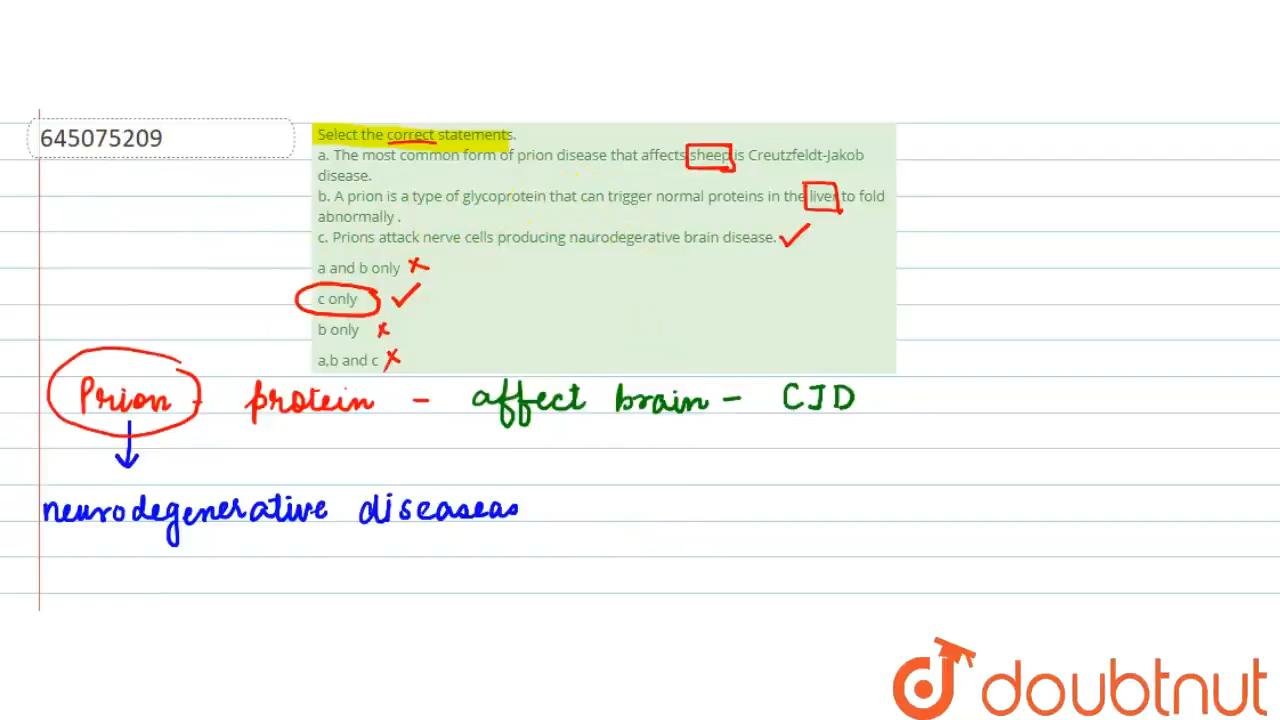 645075209
Select the correct statements.
a. The most common form of prion disease that affects sheep is Creutzfeldt-Jakob
disease.
b. A prion is a type of glycoprotein that can trigger normal proteins in the liver to fold
abnormally .
c. Prions attack nerve cells producing naurodegerative brain disease.
a and b only
c only
b only
a,b and c
Prion - protein - affect brain - CJD
neurodegenerative diseaseas
doubtnut